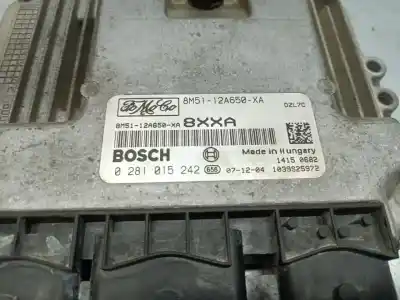 FoMoCo 8M51-12A650-XA DZL7C
8M51-12A650-XA 8XXA
BOSCH Made in Hungary
1415 0682
0 281 015 242 656 07-12-04 1039S25972